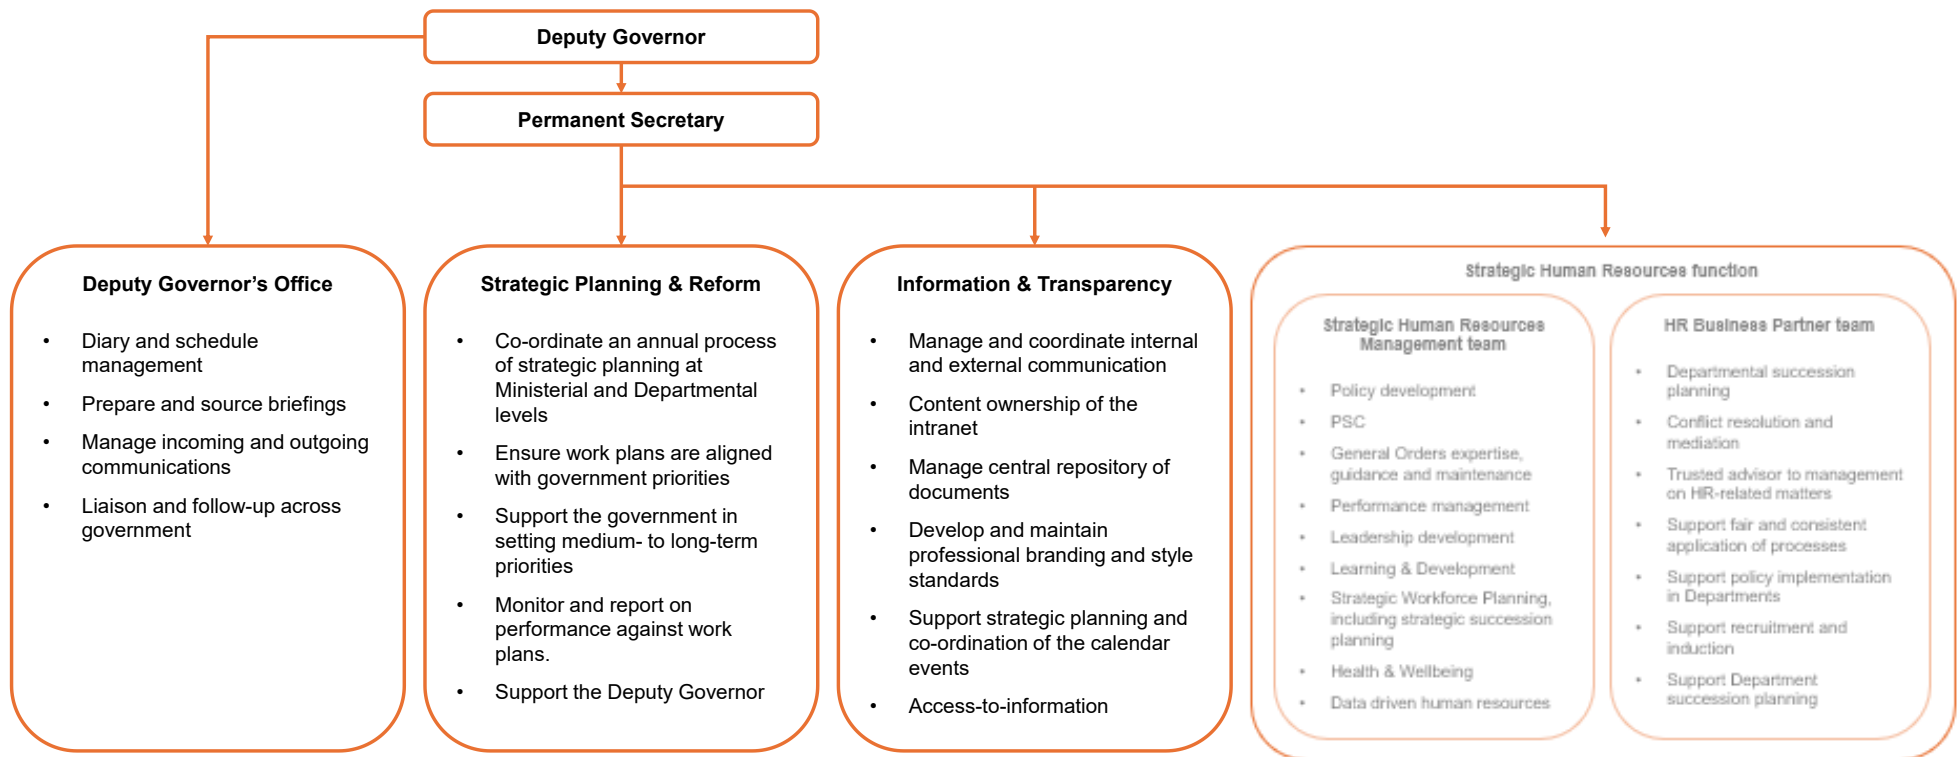 Deputy Governor
Permanent Secretary
Deputy Governor’s Office
• Diary and schedule
management
• Prepare and source briefings
• Manage incoming and outgoing
communications
• Liaison and follow-up across
government
Strategic Planning & Reform
• Co-ordinate an annual process
of strategic planning at
Ministerial and Departmental
levels
• Ensure work plans are aligned
with government priorities
• Support the government in
setting medium- to long-term
priorities
• Monitor and report on
performance against work
plans.
• Support the Deputy Governor
Information & Transparency
• Manage and coordinate internal
and external communication
• Content ownership of the
intranet
• Manage central repository of
documents
• Develop and maintain
professional branding and style
standards
• Support strategic planning and
co-ordination of the calendar
events
• Access-to-information
Strategic Human Resources function
Strategic Human Resources
Management team
• Policy development
• PSC
• General Orders expertise,
guidance and maintenance
• Performance management
• Leadership development
• Learning & Development
• Strategic Workforce Planning,
including strategic succession
planning
• Health & Wellbeing
• Data driven human resources
HR Business Partner team
• Departmental succession
planning
• Conflict resolution and
mediation
• Trusted advisor to management
on HR-related matters
• Support fair and consistent
application of processes
• Support policy implementation
in Departments
• Support recruitment and
induction
• Support Department
succession planning